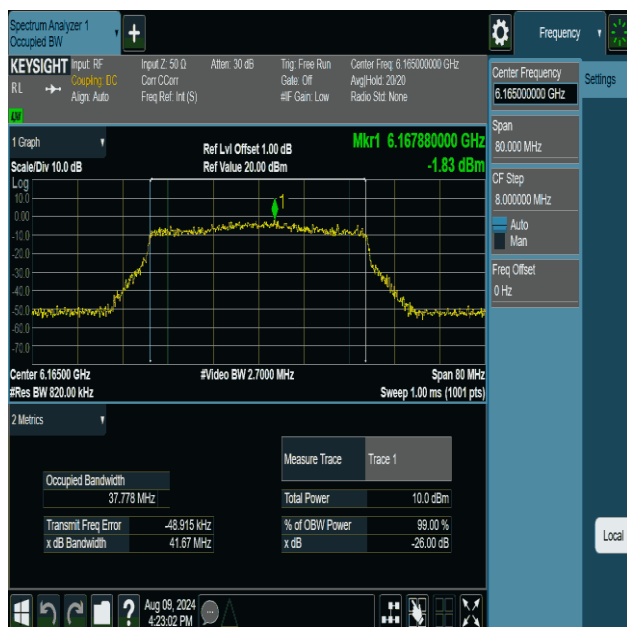 Spectrum Analyzer 1
Occupied BW
+
Frequency
KEYSIGHT
RL
LM
Input: RF
Coupling: DC
Align: Auto
Input Z: 50 Ω
Corr CCorr
Freq Ref: Int (S)
Atten: 30 dB
Trig: Free Run
Gate: Off
#IF Gain: Low
Center Freq: 6.165000000 GHz
Avg|Hold: 20/20
Radio Std: None
Center Frequency
6.165000000 GHz
Settings
Span
80.000 MHz
CF Step
8.000000 MHz
Auto
Man
Freq Offset
0 Hz
Local
1 Graph
Scale/Div 10.0 dB
Ref Lvl Offset 1.00 dB
Ref Value 20.00 dBm
Mkr1 6.167880000 GHz
-1.83 dBm
Log
10.0
0.00
-10.0
-20.0
-30.0
-40.0
-50.0
-60.0
-70.0
1
Center 6.16500 GHz
#Res BW 820.00 kHz
#Video BW 2.7000 MHz
Span 80 MHz
Sweep 1.00 ms (1001 pts)
2 Metrics
Measure Trace Trace 1
Occupied Bandwidth
37.778 MHz
Total Power 10.0 dBm
Transmit Freq Error -48.915 kHz
% of OBW Power 99.00 %
x dB Bandwidth 41.67 MHz
x dB -26.00 dB
?
Aug 09, 2024
4:23:02 PM